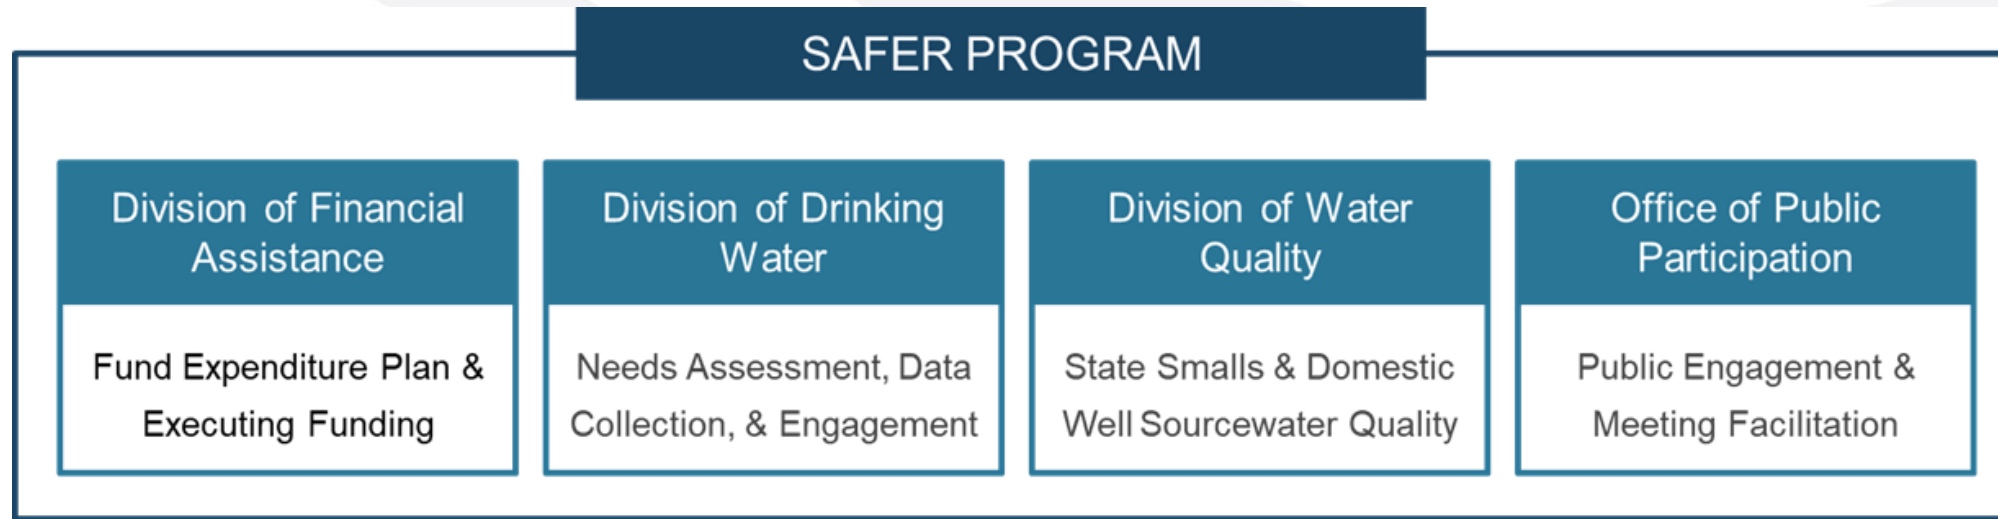 SAFER PROGRAM
Division of Financial
Assistance
Fund Expenditure Plan &
Executing Funding
Division of Drinking
Water
Needs Assessment, Data
Collection, & Engagement
Division of Water
Quality
State Smalls & Domestic
Well Sourcewater Quality
Office of Public
Participation
Public Engagement &
Meeting Facilitation